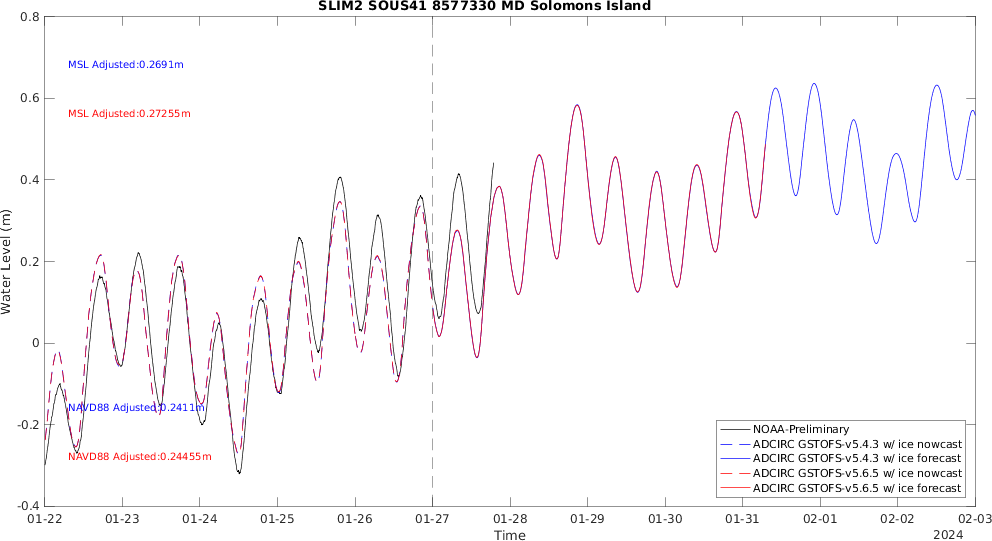 SLIM2 SOUS41 8577330 MD Solomons Island
0.8
0.6
0.4
0.2
0
-0.2
-0.4
Water Level (m)
MSL Adjusted:0.2691m
MSL Adjusted:0.27255m
NAVD88 Adjusted:0.2411m
NAVD88 Adjusted:0.24455m
NOAA-Preliminary
ADCIRC GSTOFS-v5.4.3 w/ ice nowcast
ADCIRC GSTOFS-v5.4.3 w/ ice forecast
ADCIRC GSTOFS-v5.6.5 w/ ice nowcast
ADCIRC GSTOFS-v5.6.5 w/ ice forecast
01-22 01-23 01-24 01-25 01-26 01-27 01-28 01-29 01-30 01-31 02-01 02-02 02-03
Time
2024